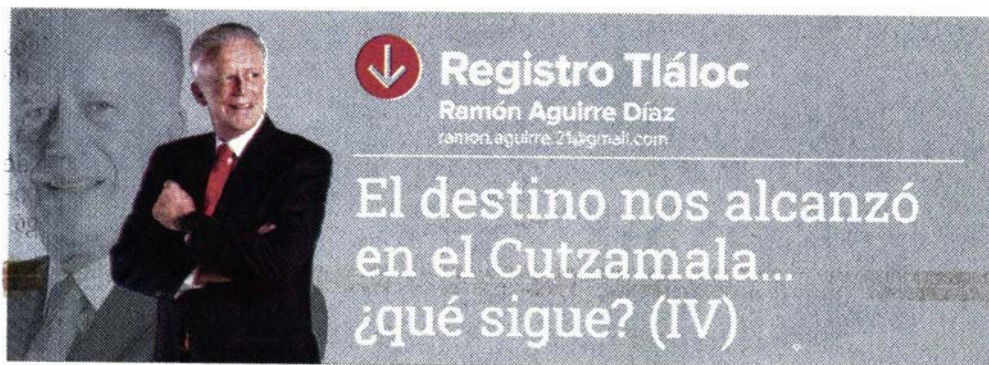 Registro Tláloc
Ramón Aguirre Díaz
ramon.aguirre.21@gmail.com
El destino nos alcanzó
en el Cutzamala...
¿qué sigue? (IV)